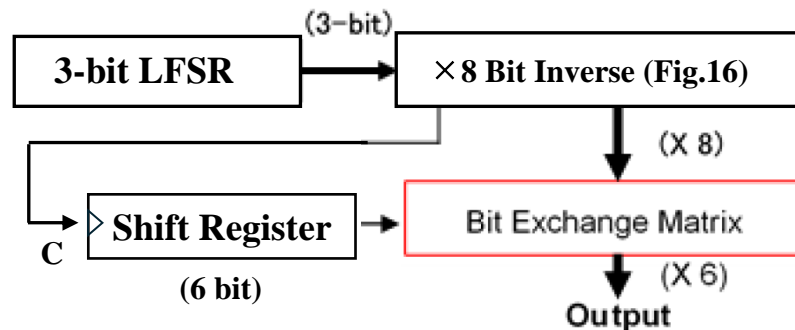 (3-bit)
3-bit LFSR
×8 Bit Inverse (Fig.16)
(X 8)
Shift Register
Bit Exchange Matrix
C
(6 bit)
(X 6)
Output